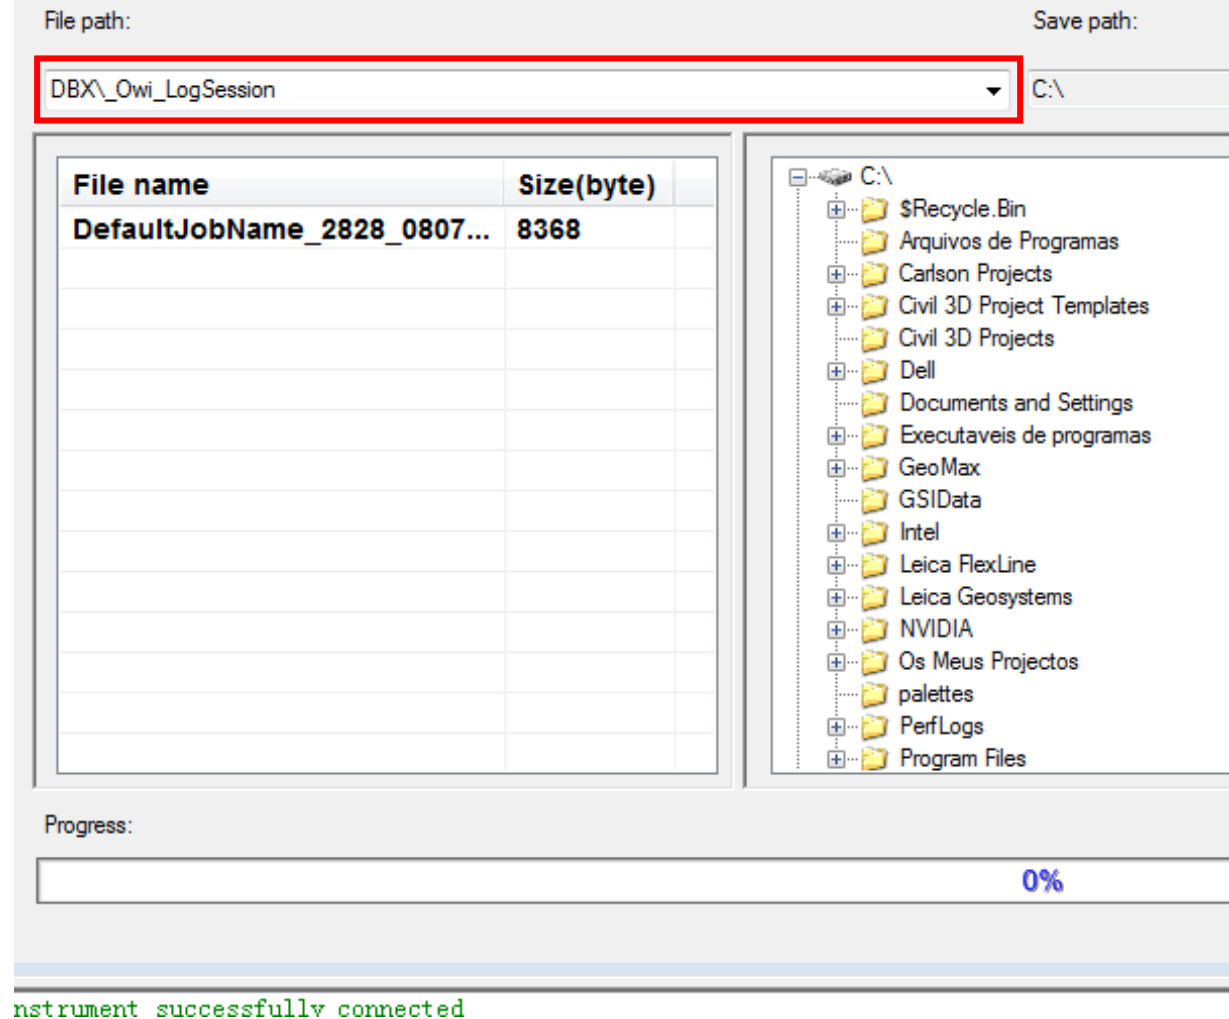 File path:
Save path:
DBX\_Owi_LogSession
C:\
File name Size(byte)
DefaultJobName_2828_0807... 8368
C:\
$Recycle.Bin
Arquivos de Programas
Carlson Projects
Civil 3D Project Templates
Civil 3D Projects
Dell
Documents and Settings
Executaveis de programas
GeoMax
GSIData
Intel
Leica FlexLine
Leica Geosystems
NVIDIA
Os Meus Projectos
palettes
PerfLogs
Program Files
Progress:
0%
nstrument successfully connected